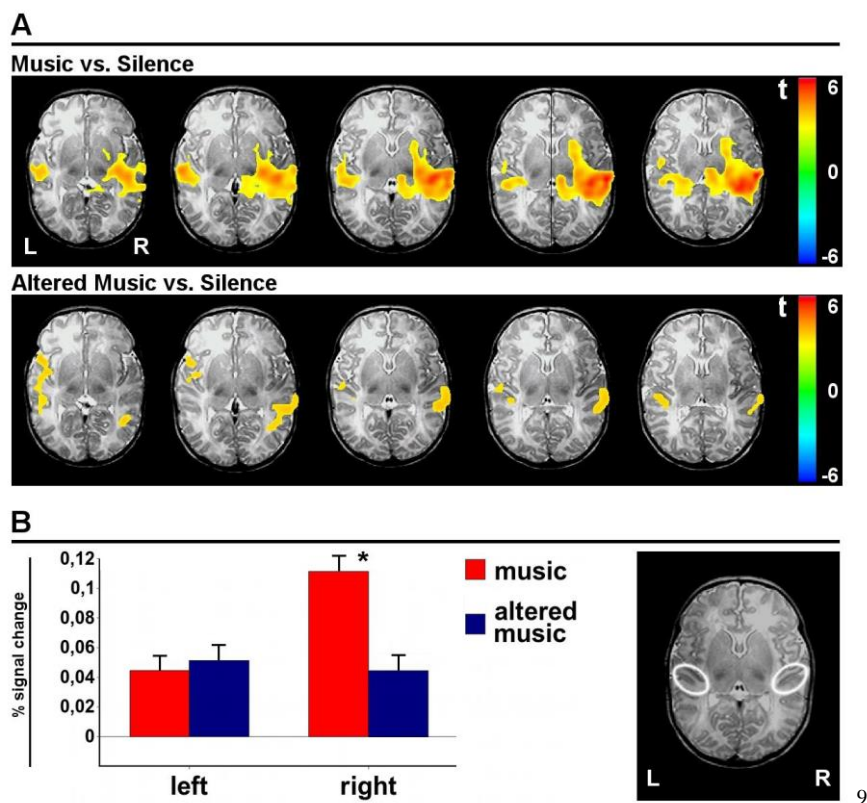 A
Music vs. Silence
t
6
0
-6
L R
Altered Music vs. Silence
t
6
0
-6
B
% signal change
0,12
0,1
0,08
0,06
0,04
0,02
0
left right
*
music
altered
music
L R
9